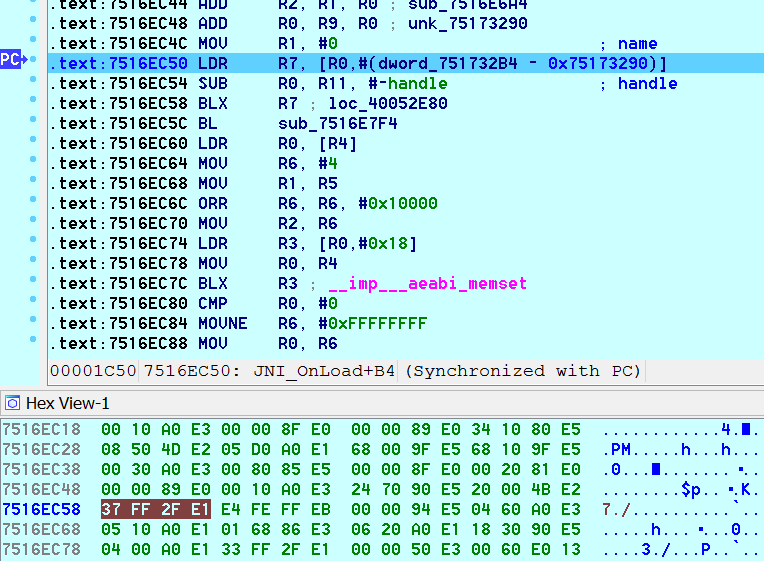 .text:7516EC44 ADD R2, R1, R0 ; sub_7516E6A4
.text:7516EC48 ADD R0, R9, R0 ; unk_75173290
.text:7516EC4C MOV R1, #0 ; name
PC .text:7516EC50 LDR R7, [R0,#(dword_751732B4 - 0x75173290)]
.text:7516EC54 SUB R0, R11, #-handle ; handle
.text:7516EC58 BLX R7 ; loc_40052E80
.text:7516EC5C BL sub_7516E7F4
.text:7516EC60 LDR R0, [R4]
.text:7516EC64 MOV R6, #4
.text:7516EC68 MOV R1, R5
.text:7516EC6C ORR R6, R6, #0x10000
.text:7516EC70 MOV R2, R6
.text:7516EC74 LDR R3, [R0,#0x18]
.text:7516EC78 MOV R0, R4
.text:7516EC7C BLX R3 ; __imp___aeabi_memset
.text:7516EC80 CMP R0, #0
.text:7516EC84 MOVNE R6, #0xFFFFFFFF
.text:7516EC88 MOV R0, R6
00001C50 7516EC50: JNI_OnLoad+B4 (Synchronized with PC)
Hex View-1
7516EC18 00 10 A0 E3 00 00 8F E0 00 00 89 E0 34 10 80 E5 ............4.█.
7516EC28 08 50 4D E2 05 D0 A0 E1 68 00 9F E5 68 10 9F E5 .PM.....h...h...
7516EC38 00 30 A0 E3 00 80 85 E5 00 00 8F E0 00 20 81 E0 .0...█.......▪.
7516EC48 00 00 89 E0 00 10 A0 E3 24 70 90 E5 20 00 4B E2 ........$p..▪.K.
7516EC58 37 FF 2F E1 E4 FE FF EB 00 00 94 E5 04 60 A0 E3 7./..........`..
7516EC68 05 10 A0 E1 01 68 86 E3 06 20 A0 E1 18 30 90 E5 .....h...▪...0..
7516EC78 04 00 A0 E1 33 FF 2F E1 00 00 50 E3 00 60 E0 13 ....3./...P..`..